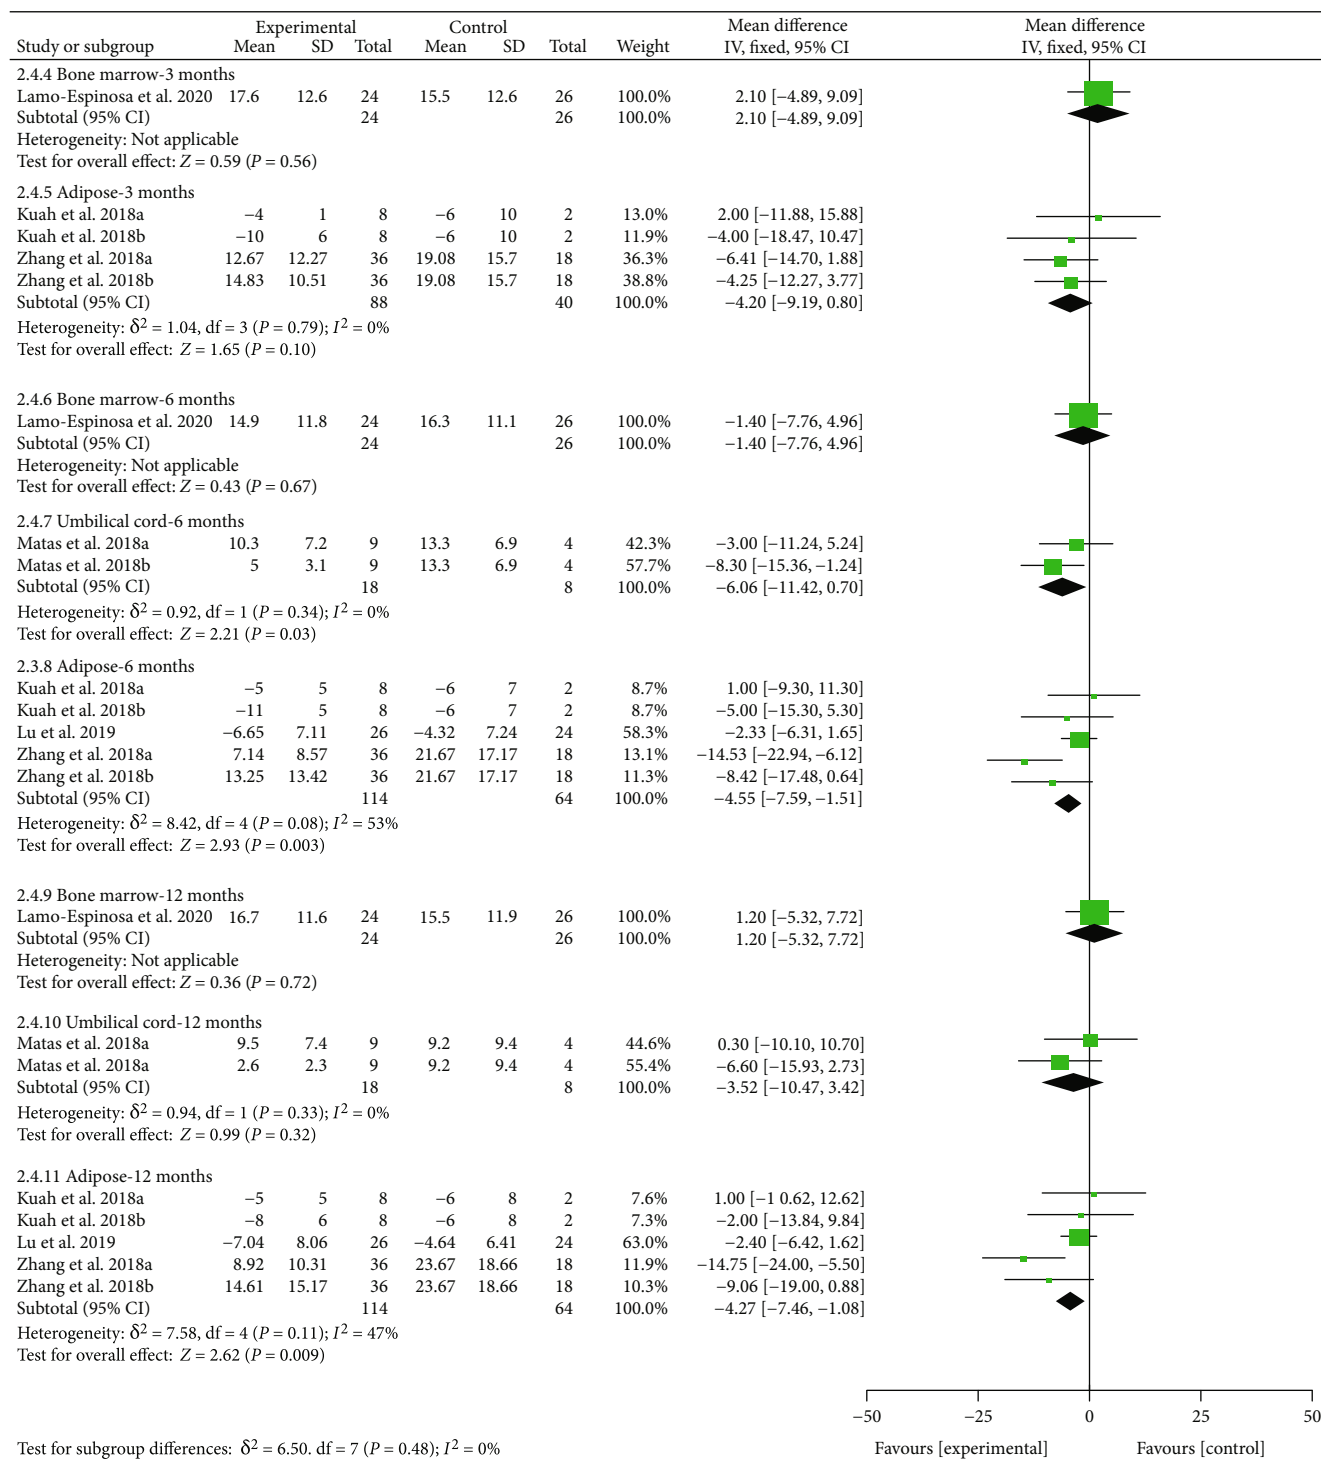 Experimental Control Mean difference Mean difference
Study or subgroup Mean SD Total Mean SD Total Weight IV, fixed, 95% CI IV, fixed, 95% CI
2.4.4 Bone marrow-3 months
Lamo-Espinosa et al. 2020 17.6 12.6 24 15.5 12.6 26 100.0% 2.10 [−4.89, 9.09]
Subtotal (95% CI) 24 26 100.0% 2.10 [−4.89, 9.09]
Heterogeneity: Not applicable
Test for overall effect: Z = 0.59 (P = 0.56)
2.4.5 Adipose-3 months
Kuah et al. 2018a −4 1 8 −6 10 2 13.0% 2.00 [−11.88, 15.88]
Kuah et al. 2018b −10 6 8 −6 10 2 11.9% −4.00 [−18.47, 10.47]
Zhang et al. 2018a 12.67 12.27 36 19.08 15.7 18 36.3% −6.41 [−14.70, 1.88]
Zhang et al. 2018b 14.83 10.51 36 19.08 15.7 18 38.8% −4.25 [−12.27, 3.77]
Subtotal (95% CI) 88 40 100.0% −4.20 [−9.19, 0.80]
Heterogeneity: δ2 = 1.04, df = 3 (P = 0.79); I2 = 0%
Test for overall effect: Z = 1.65 (P = 0.10)
2.4.6 Bone marrow-6 months
Lamo-Espinosa et al. 2020 14.9 11.8 24 16.3 11.1 26 100.0% −1.40 [−7.76, 4.96]
Subtotal (95% CI) 24 26 100.0% −1.40 [−7.76, 4.96]
Heterogeneity: Not applicable
Test for overall effect: Z = 0.43 (P = 0.67)
2.4.7 Umbilical cord-6 months
Matas et al. 2018a 10.3 7.2 9 13.3 6.9 4 42.3% −3.00 [−11.24, 5.24]
Matas et al. 2018b 5 3.1 9 13.3 6.9 4 57.7% −8.30 [−15.36, −1.24]
Subtotal (95% CI) 18 8 100.0% −6.06 [−11.42, 0.70]
Heterogeneity: δ2 = 0.92, df = 1 (P = 0.34); I2 = 0%
Test for overall effect: Z = 2.21 (P = 0.03)
2.3.8 Adipose-6 months
Kuah et al. 2018a −5 5 8 −6 7 2 8.7% 1.00 [−9.30, 11.30]
Kuah et al. 2018b −11 5 8 −6 7 2 8.7% −5.00 [−15.30, 5.30]
Lu et al. 2019 −6.65 7.11 26 −4.32 7.24 24 58.3% −2.33 [−6.31, 1.65]
Zhang et al. 2018a 7.14 8.57 36 21.67 17.17 18 13.1% −14.53 [−22.94, −6.12]
Zhang et al. 2018b 13.25 13.42 36 21.67 17.17 18 11.3% −8.42 [−17.48, 0.64]
Subtotal (95% CI) 114 64 100.0% −4.55 [−7.59, −1.51]
Heterogeneity: δ2 = 8.42, df = 4 (P = 0.08); I2 = 53%
Test for overall effect: Z = 2.93 (P = 0.003)
2.4.9 Bone marrow-12 months
Lamo-Espinosa et al. 2020 16.7 11.6 24 15.5 11.9 26 100.0% 1.20 [−5.32, 7.72]
Subtotal (95% CI) 24 26 100.0% 1.20 [−5.32, 7.72]
Heterogeneity: Not applicable
Test for overall effect: Z = 0.36 (P = 0.72)
2.4.10 Umbilical cord-12 months
Matas et al. 2018a 9.5 7.4 9 9.2 9.4 4 44.6% 0.30 [−10.10, 10.70]
Matas et al. 2018a 2.6 2.3 9 9.2 9.4 4 55.4% −6.60 [−15.93, 2.73]
Subtotal (95% CI) 18 8 100.0% −3.52 [−10.47, 3.42]
Heterogeneity: δ2 = 0.94, df = 1 (P = 0.33); I2 = 0%
Test for overall effect: Z = 0.99 (P = 0.32)
2.4.11 Adipose-12 months
Kuah et al. 2018a −5 5 8 −6 8 2 7.6% 1.00 [−1 0.62, 12.62]
Kuah et al. 2018b −8 6 8 −6 8 2 7.3% −2.00 [−13.84, 9.84]
Lu et al. 2019 −7.04 8.06 26 −4.64 6.41 24 63.0% −2.40 [−6.42, 1.62]
Zhang et al. 2018a 8.92 10.31 36 23.67 18.66 18 11.9% −14.75 [−24.00, −5.50]
Zhang et al. 2018b 14.61 15.17 36 23.67 18.66 18 10.3% −9.06 [−19.00, 0.88]
Subtotal (95% CI) 114 64 100.0% −4.27 [−7.46, −1.08]
Heterogeneity: δ2 = 7.58, df = 4 (P = 0.11); I2 = 47%
Test for overall effect: Z = 2.62 (P = 0.009)
−50 −25 0 25 50
Test for subgroup differences: δ2 = 6.50. df = 7 (P = 0.48); I2 = 0% Favours [experimental] Favours [control]